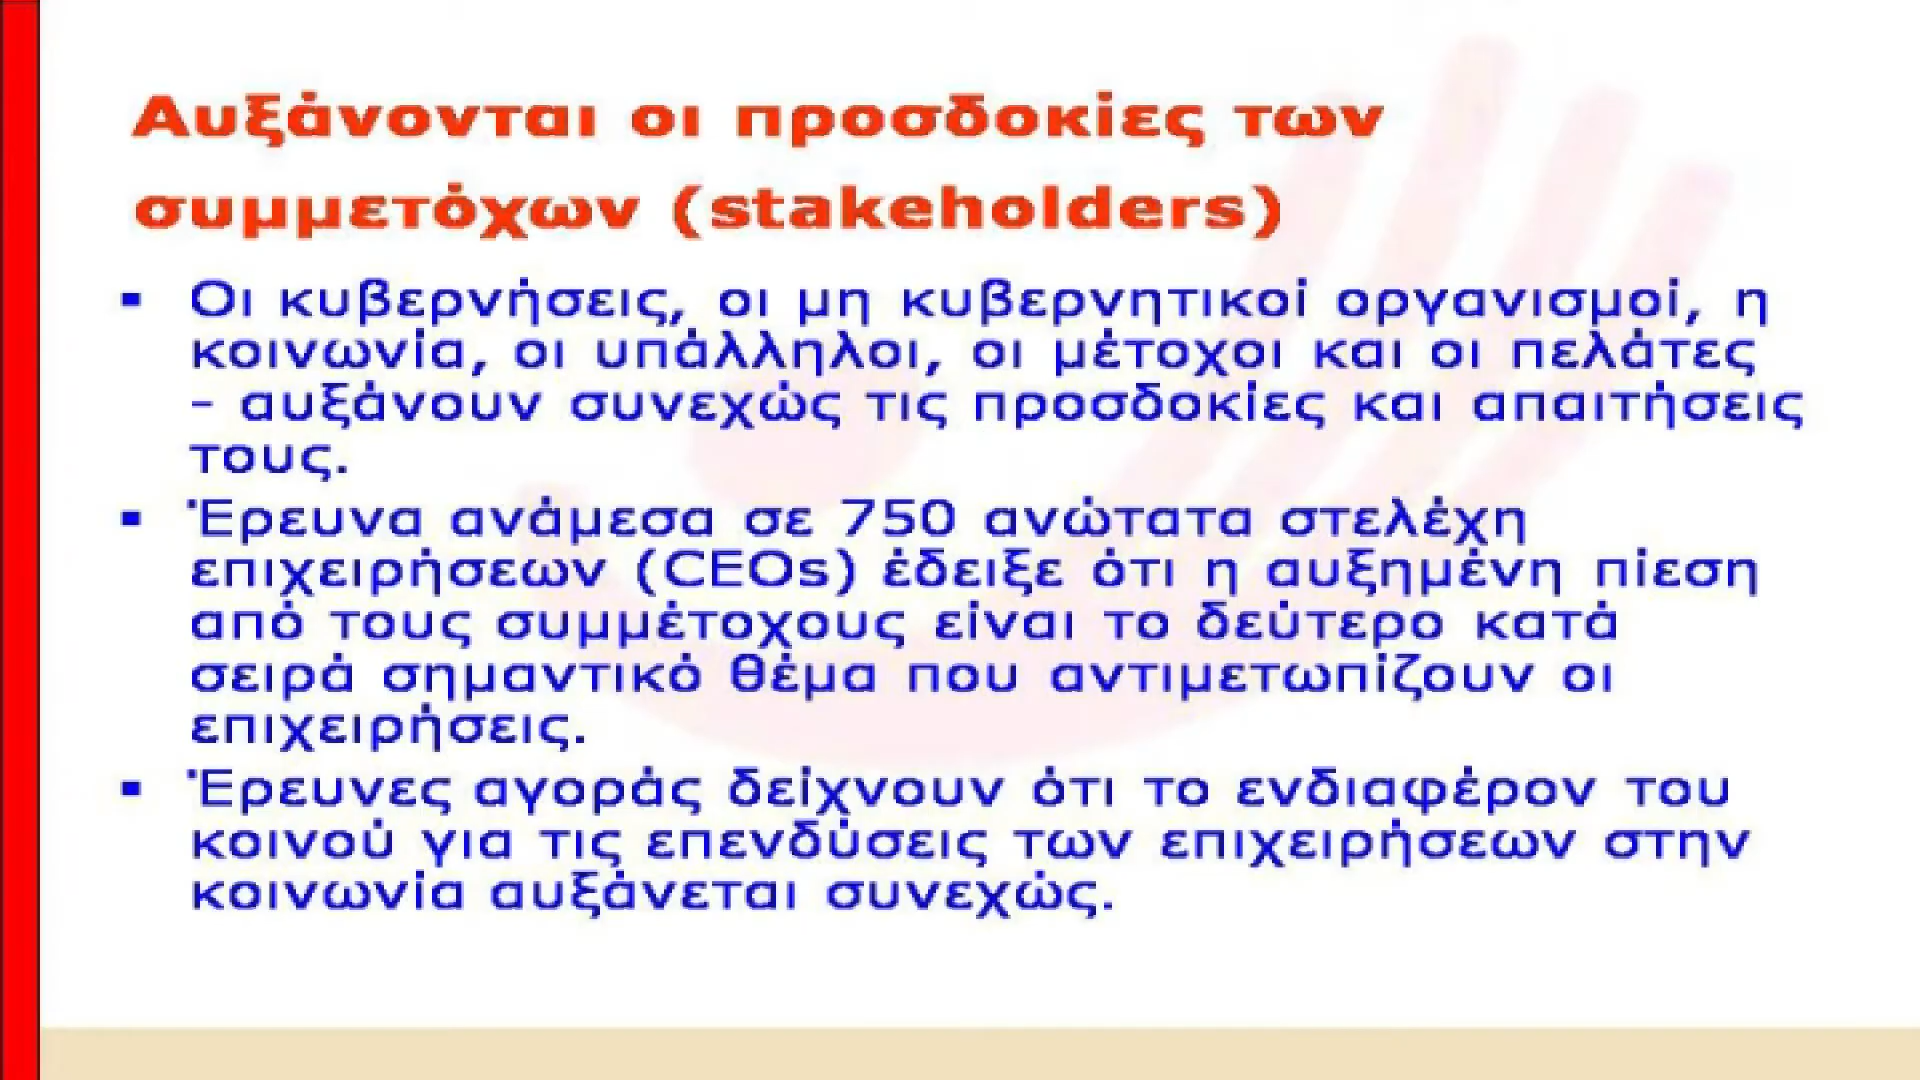 Αυξάνονται οι προσδοκίες των
συμμετόχων (stakeholders)
▪ Οι κυβερνήσεις, οι μη κυβερνητικοί οργανισμοί, η
κοινωνία, οι υπάλληλοι, οι μέτοχοι και οι πελάτες
– αυξάνουν συνεχώς τις προσδοκίες και απαιτήσεις
τους.
▪ Έρευνα ανάμεσα σε 750 ανώτατα στελέχη
επιχειρήσεων (CEOs) έδειξε ότι η αυξημένη πίεση
από τους συμμέτοχους είναι το δεύτερο κατά
σειρά σημαντικό θέμα που αντιμετωπίζουν οι
επιχειρήσεις.
▪ Έρευνες αγοράς δείχνουν ότι το ενδιαφέρον του
κοινού για τις επενδύσεις των επιχειρήσεων στην
κοινωνία αυξάνεται συνεχώς.